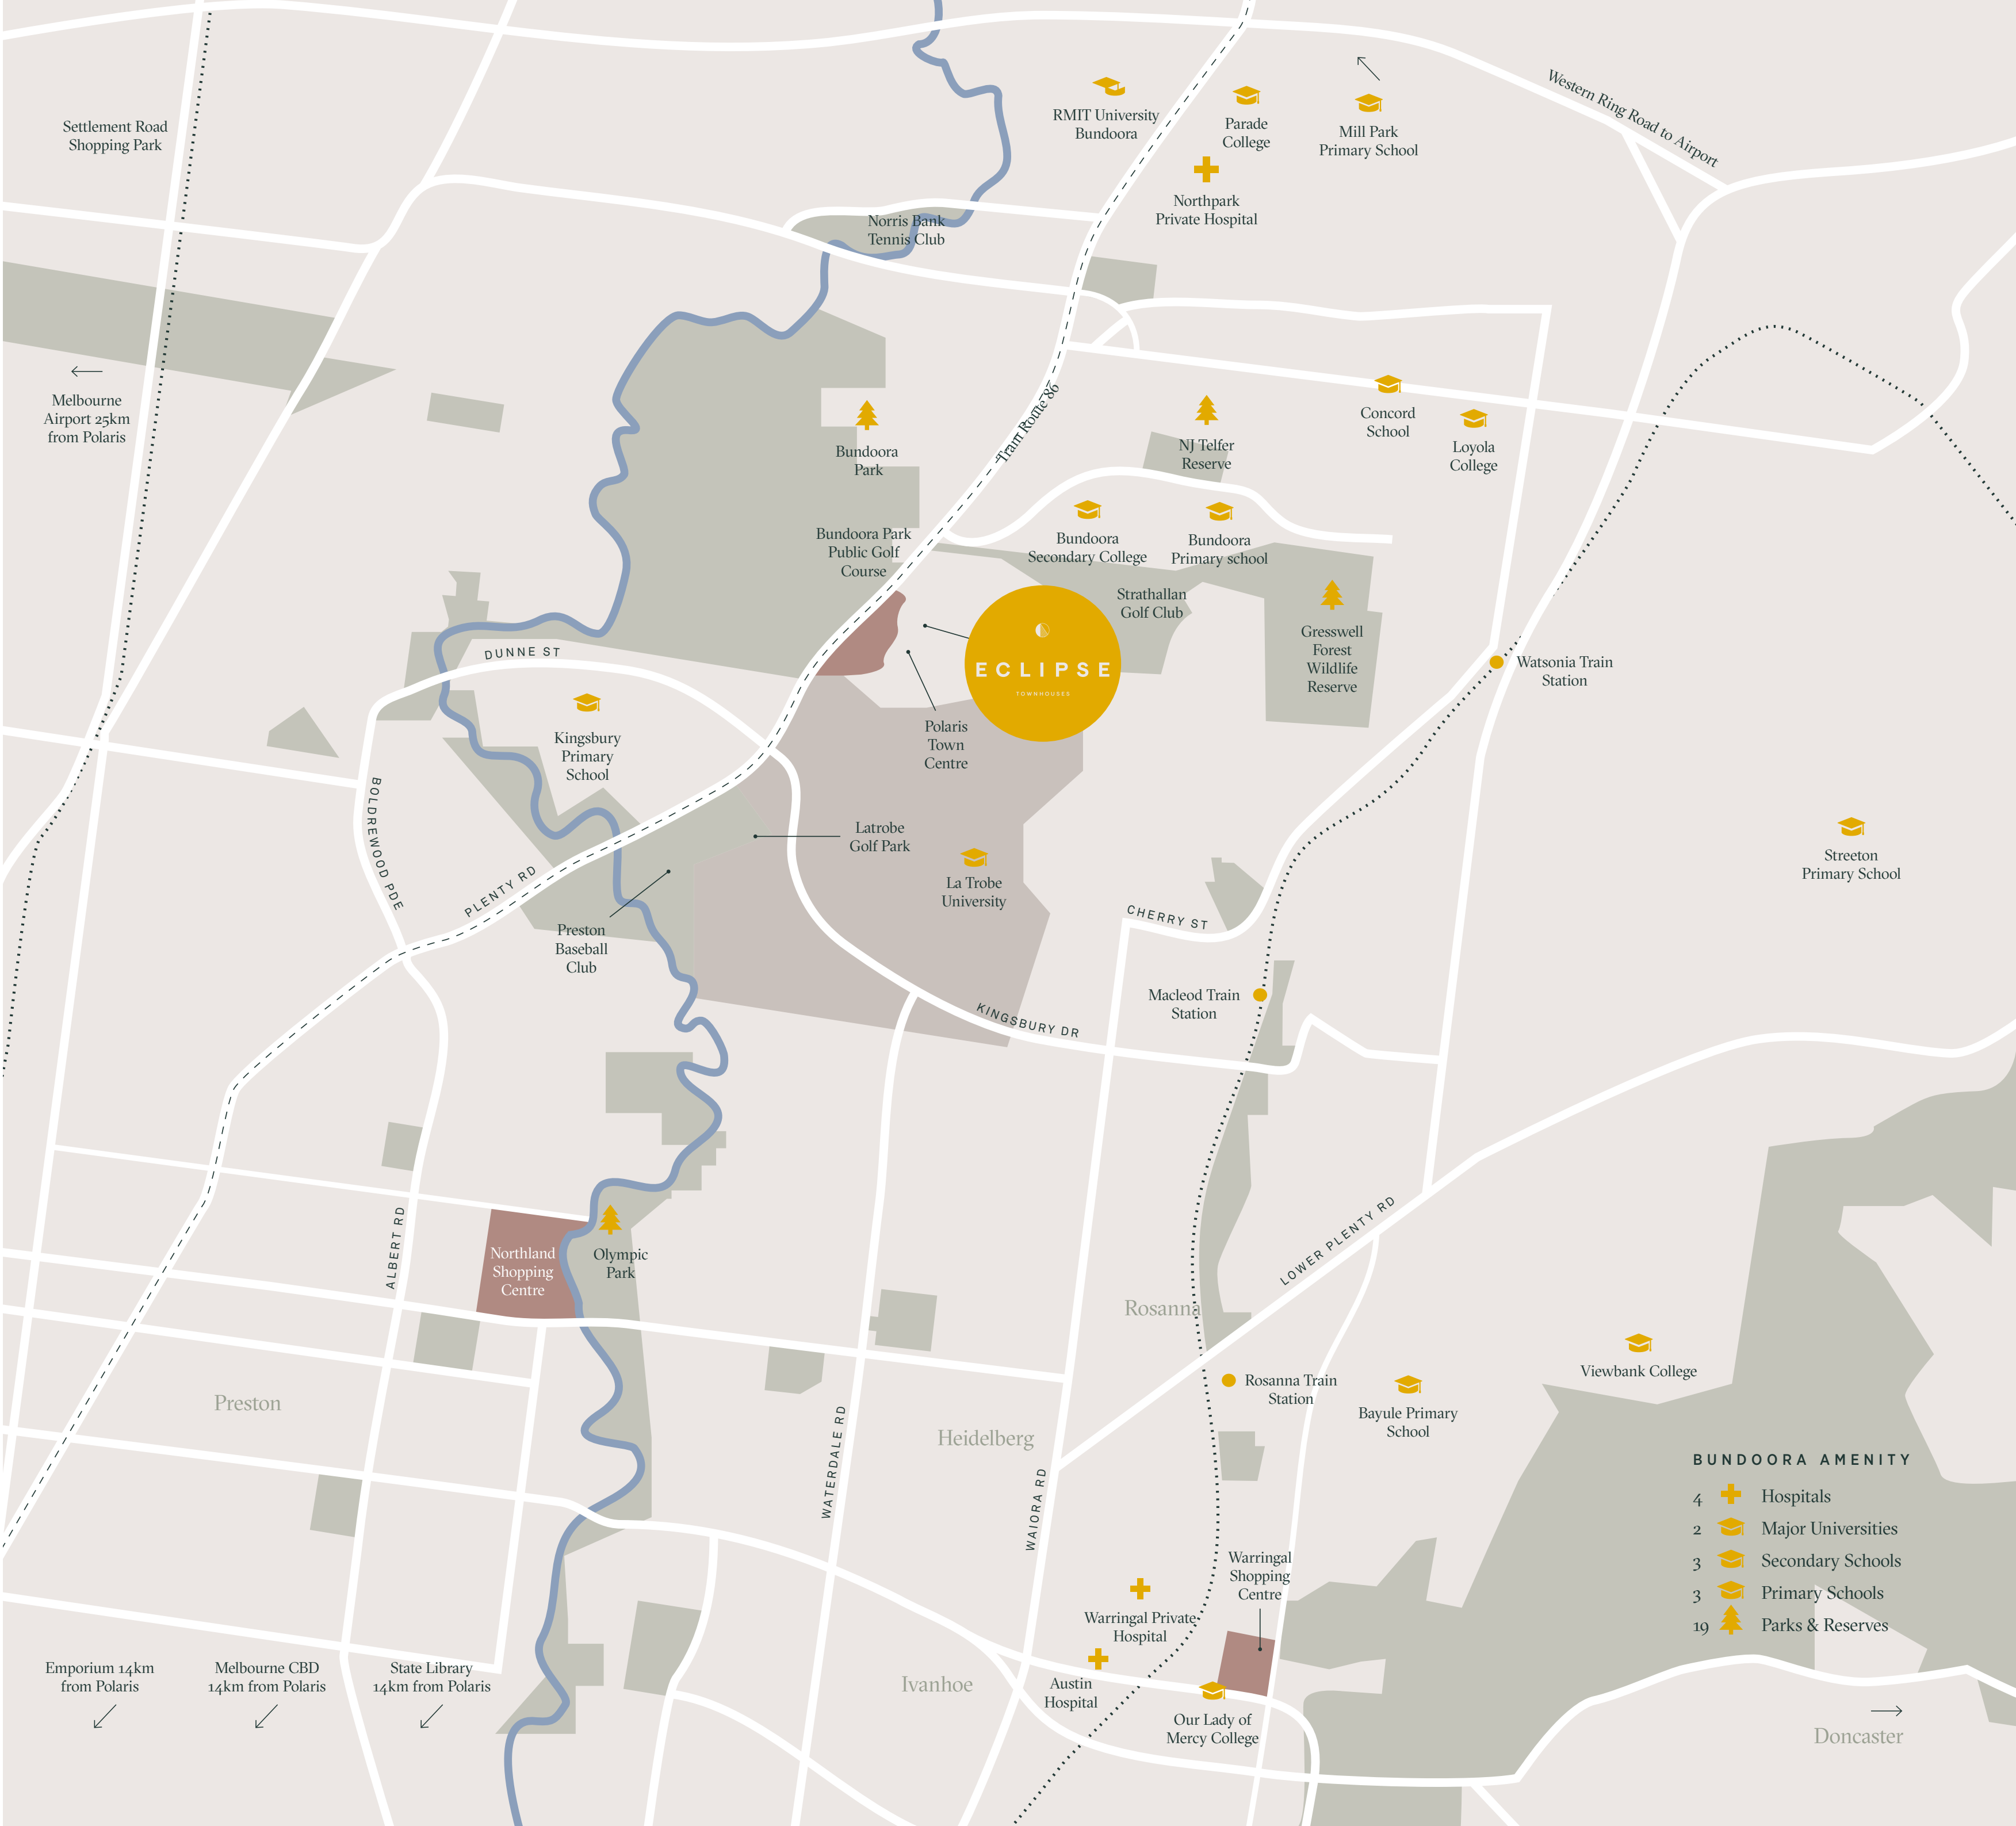 Western Ring Road to Airport
RMIT University
Bundoora
Parade
College
Mill Park
Primary School
Settlement Road
Shopping Park
Northpark
Private Hospital
Norris Bank
Tennis Club
Melbourne
Airport 25km
from Polaris
Tram Route 86
Bundoora
Park
NJ Telfer
Reserve
Concord
School
Loyola
College
Bundoora Park
Public Golf
Course
Bundoora
Secondary College
Bundoora
Primary school
Strathallan
Golf Club
Gresswell
Forest
Wildlife
Reserve
ECLIPSE
TOWNHOUSES
DUNNE ST
Watsonia Train
Station
Kingsbury
Primary
School
Polaris
Town
Centre
BOLDREWOOD PDE
PLENTY RD
Latrobe
Golf Park
La Trobe
University
Streeton
Primary School
Preston
Baseball
Club
CHERRY ST
Macleod Train
Station
KINGSBURY DR
ALBERT RD
Northland
Shopping
Centre
Olympic
Park
LOWER PLENTY RD
Rosanna
Viewbank College
Preston
Rosanna Train
Station
Bayule Primary
School
Heidelberg
WATERDALE RD
WAIORA RD
BUNDOORA AMENITY
4 Hospitals
2 Major Universities
3 Secondary Schools
3 Primary Schools
19 Parks & Reserves
Warringal
Shopping
Centre
Warringal Private
Hospital
Austin
Hospital
Our Lady of
Mercy College
Ivanhoe
Emporium 14km
from Polaris
Melbourne CBD
14km from Polaris
State Library
14km from Polaris
Doncaster